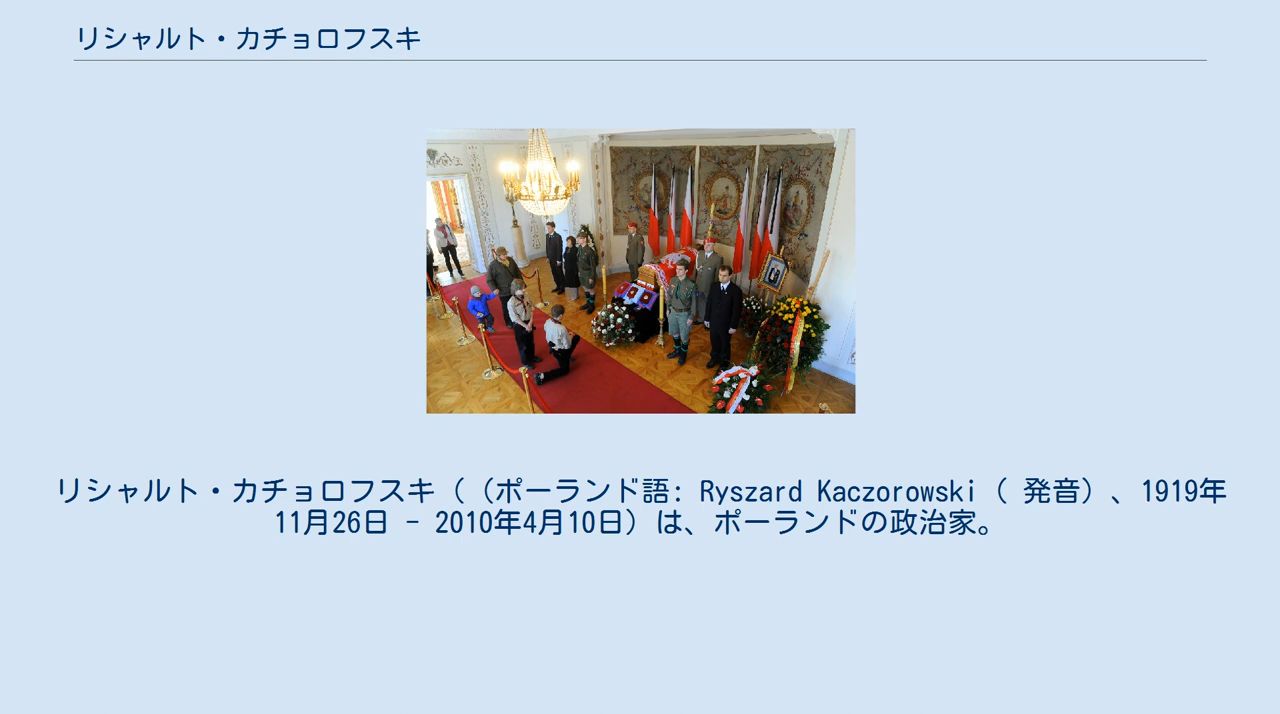 リシャルト・カチョロフスキ
リシャルト・カチョロフスキ（（ポーランド語: Ryszard Kaczorowski（ 発音）、1919年
11月26日 - 2010年4月10日）は、ポーランドの政治家。